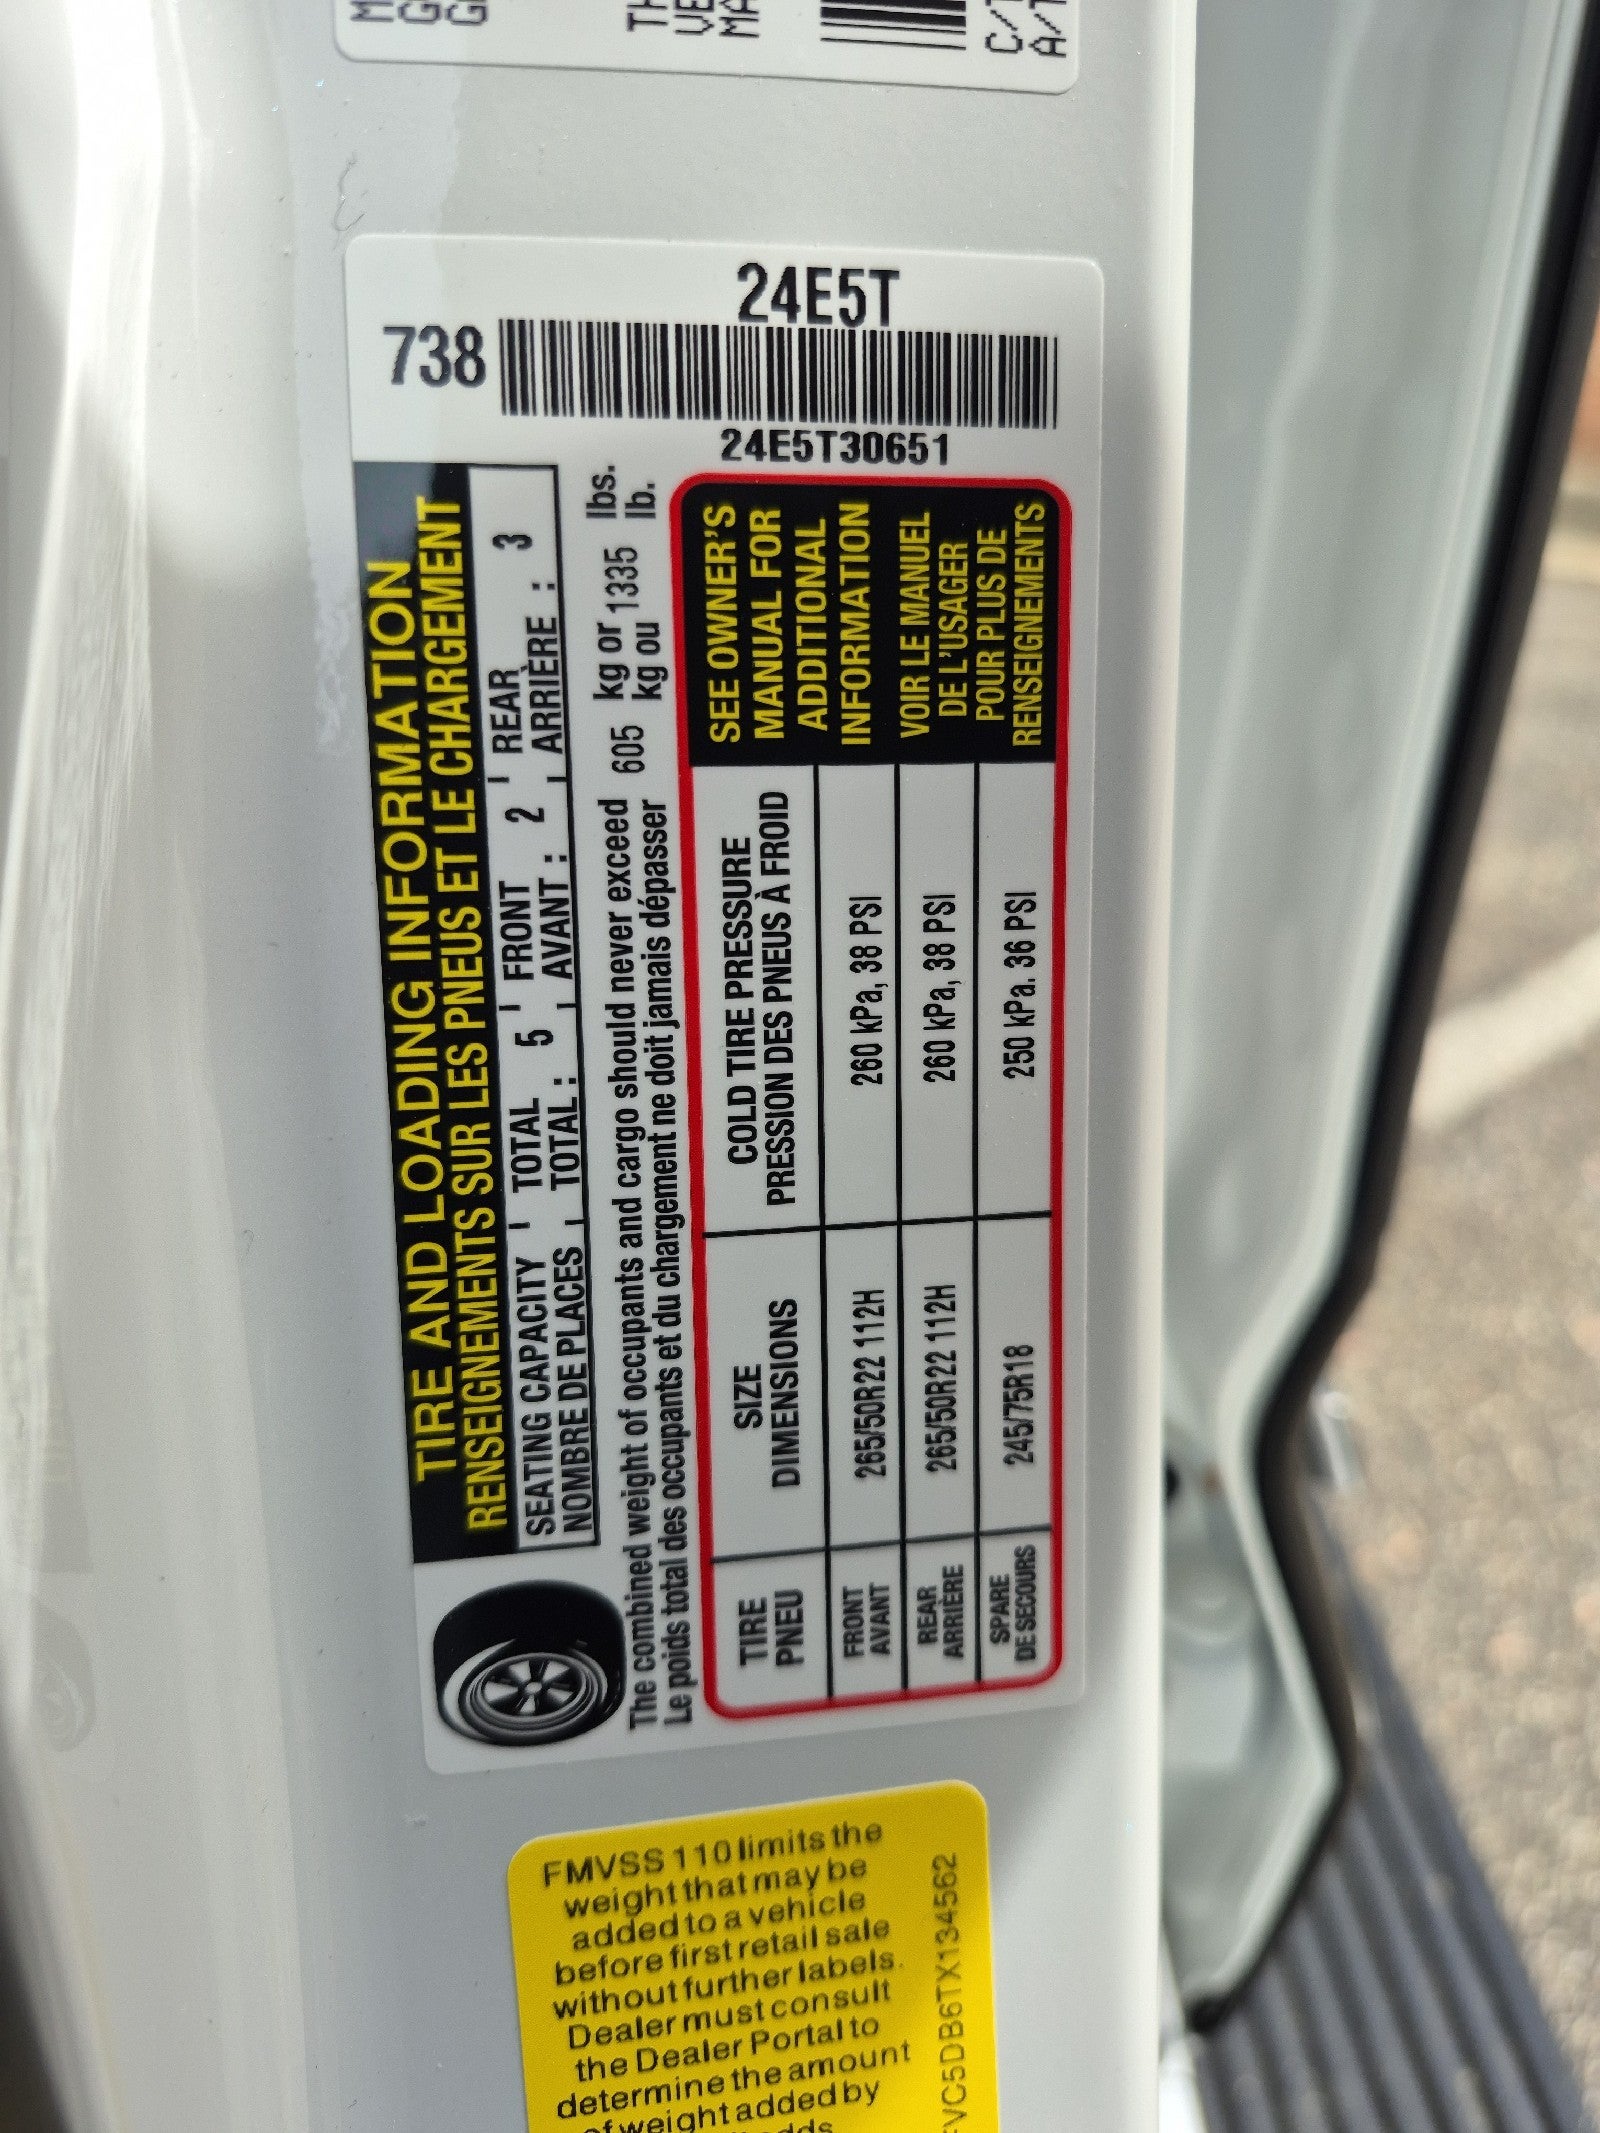 738
24E5T
24E5T30651
TIRE AND LOADING INFORMATION
RENSEIGNEMENTS SUR LES PNEUS ET LE CHARGEMENT
SEATING CAPACITY TOTAL 5 FRONT 2 REAR 3
NOMBRE DE PLACES TOTAL : AVANT : ARRIÈRE :
The combined weight of occupants and cargo should never exceed 605 kg or 1335 lbs.
Le poids total des occupants et du chargement ne doit jamais dépasser kg ou lb.
TIRE SIZE COLD TIRE PRESSURE
PNEU DIMENSIONS PRESSION DES PNEUS À FROID
FRONT
AVANT
265/50R22 112H 260 kPa, 38 PSI
REAR
ARRIÈRE
265/50R22 112H 260 kPa, 38 PSI
SPARE
DE SECOURS
245/75R18 250 kPa. 36 PSI
SEE OWNER'S
MANUAL FOR
ADDITIONAL
INFORMATION
VOIR LE MANUEL
DE L'USAGER
POUR PLUS DE
RENSEIGNEMENTS
FMVSS 110 limits the
weight that may be
added to a vehicle
before first retail sale
without further labels.
Dealer must consult
the Dealer Portal to
determine the amount
of weight added by
VC5DB6TX134562